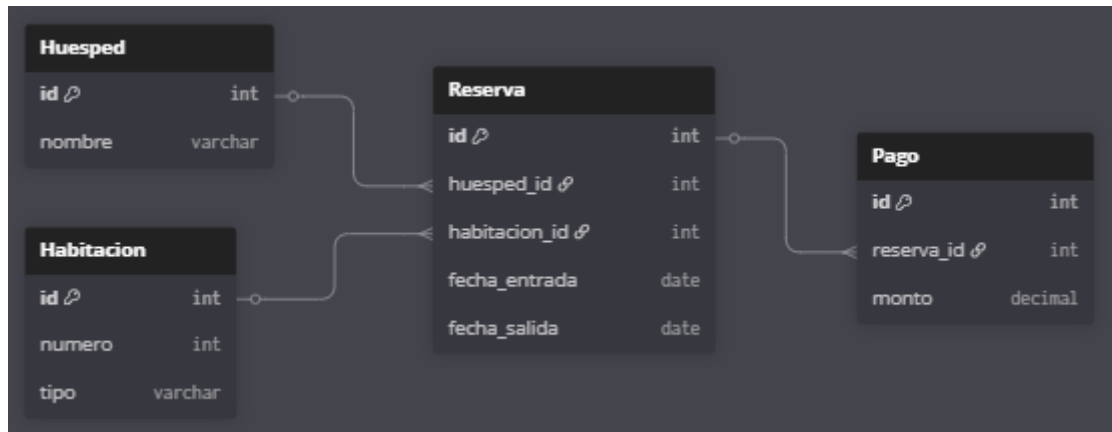 Huesped
id int
nombre varchar
Habitacion
id int
numero int
tipo varchar
Reserva
id int
huesped_id int
habitacion_id int
fecha_entrada date
fecha_salida date
Pago
id int
reserva_id int
monto decimal